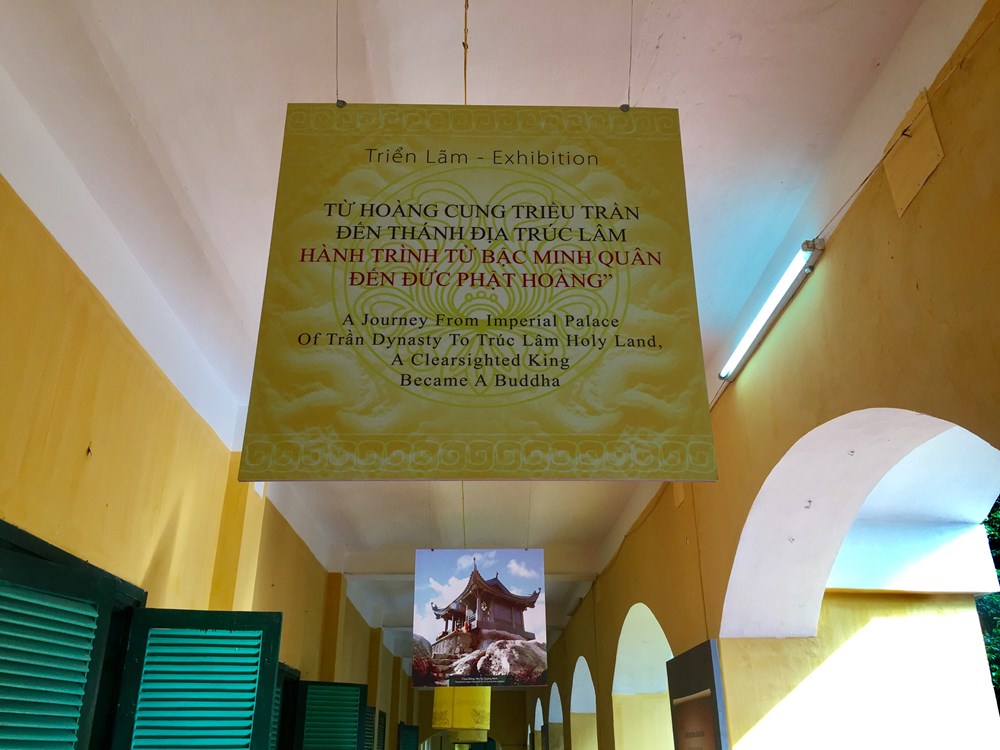 Triển Lãm - Exhibition
TỪ HOÀNG CUNG TRIỀU TRẦN
ĐẾN THÁNH ĐỊA TRÚC LÂM
HÀNH TRÌNH TỪ BẬC MINH QUÂN
ĐẾN ĐỨC PHẬT HOÀNG”
A Journey From Imperial Palace
Of Trần Dynasty To Trúc Lâm Holy Land,
A Clearsighted King
Became A Buddha